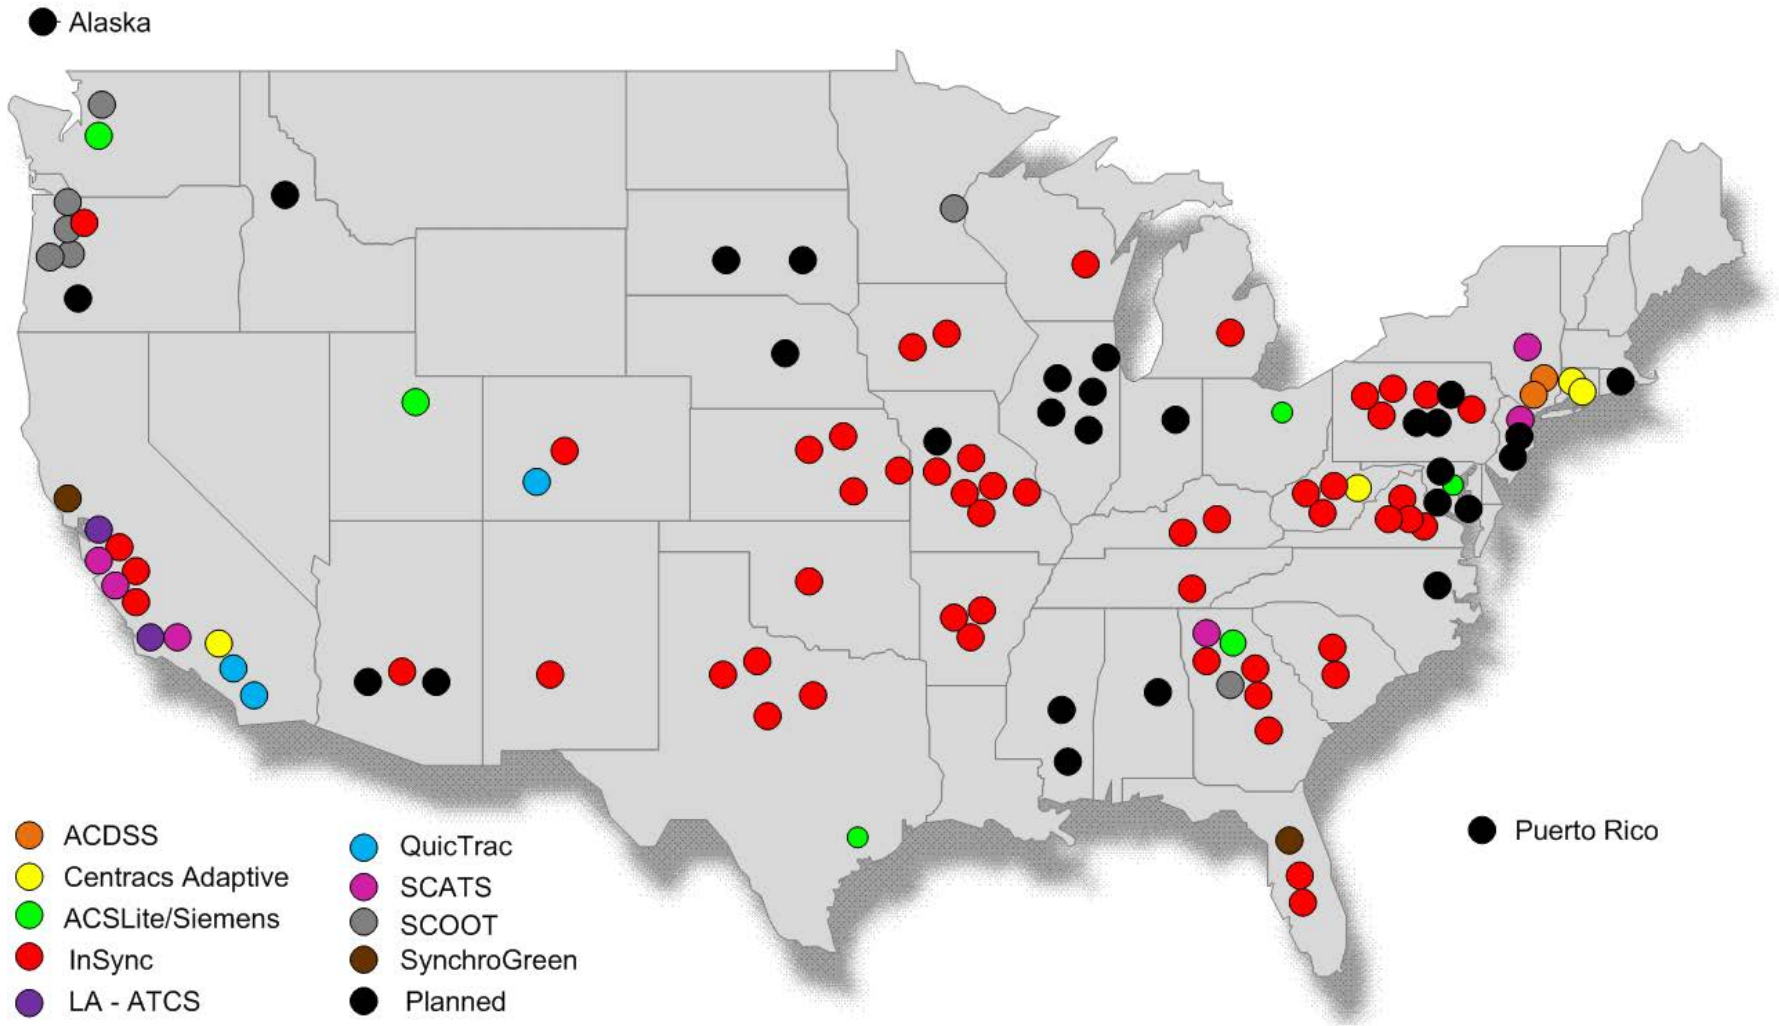 Alaska
Puerto Rico
ACDSS
Centracs Adaptive
ACSLite/Siemens
InSync
LA - ATCS
QuicTrac
SCATS
SCOOT
SynchroGreen
Planned